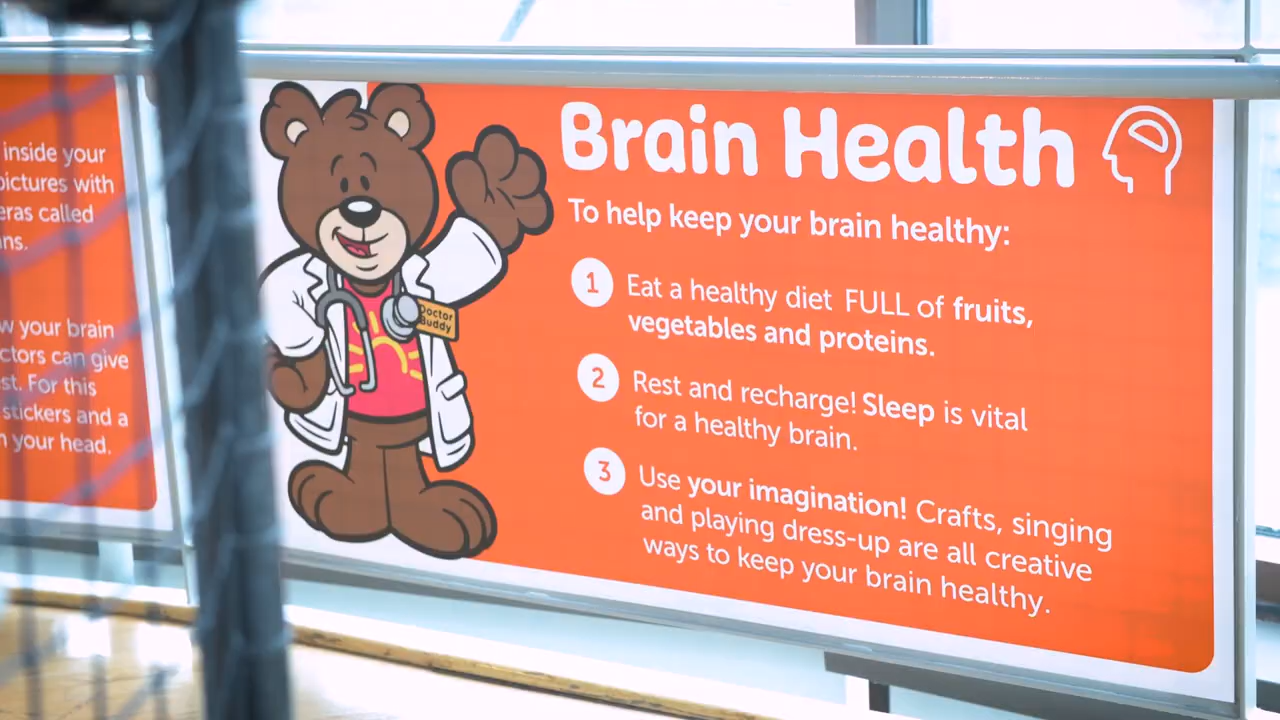 inside your
pictures with
called
w your brain
ctors can give
st. For this
stickers and a
your head.
Doctor
Buddy
Brain Health
To help keep your brain healthy:
1 Eat a healthy diet FULL of fruits,
vegetables and proteins.
2 Rest and recharge! Sleep is vital
for a healthy brain.
3 Use your imagination! Crafts, singing
and playing dress-up are all creative
ways to keep your brain healthy.